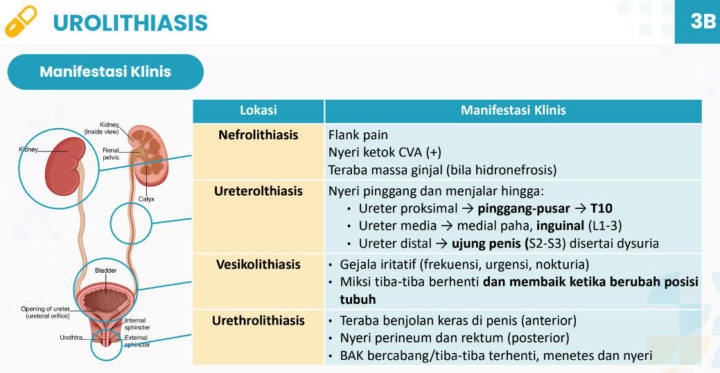 UROLITHIASIS
3B
Manifestasi Klinis
Kidney
(inside view)
Kidney
Renal
pelvis
Calyx
Bladder
Opening of ureter
(ureteral orifice)
Internal
sphincter
Urethra
External
sphincter
Lokasi
Manifestasi Klinis
Nefrolithiasis
Flank pain
Nyeri ketok CVA (+)
Teraba massa ginjal (bila hidronefrosis)
Ureterolthiasis
Nyeri pinggang dan menjalar hingga:
• Ureter proksimal → pinggang-pusar → T10
• Ureter media → medial paha, inguinal (L1-3)
• Ureter distal → ujung penis (S2-S3) disertai dysuria
Vesikolithiasis
• Gejala iritatif (frekuensi, urgensi, nokturia)
• Miksi tiba-tiba berhenti dan membaik ketika berubah posisi
tubuh
Urethrolithiasis
• Teraba benjolan keras di penis (anterior)
• Nyeri perineum dan rektum (posterior)
• BAK bercabang/tiba-tiba terhenti, menetes dan nyeri